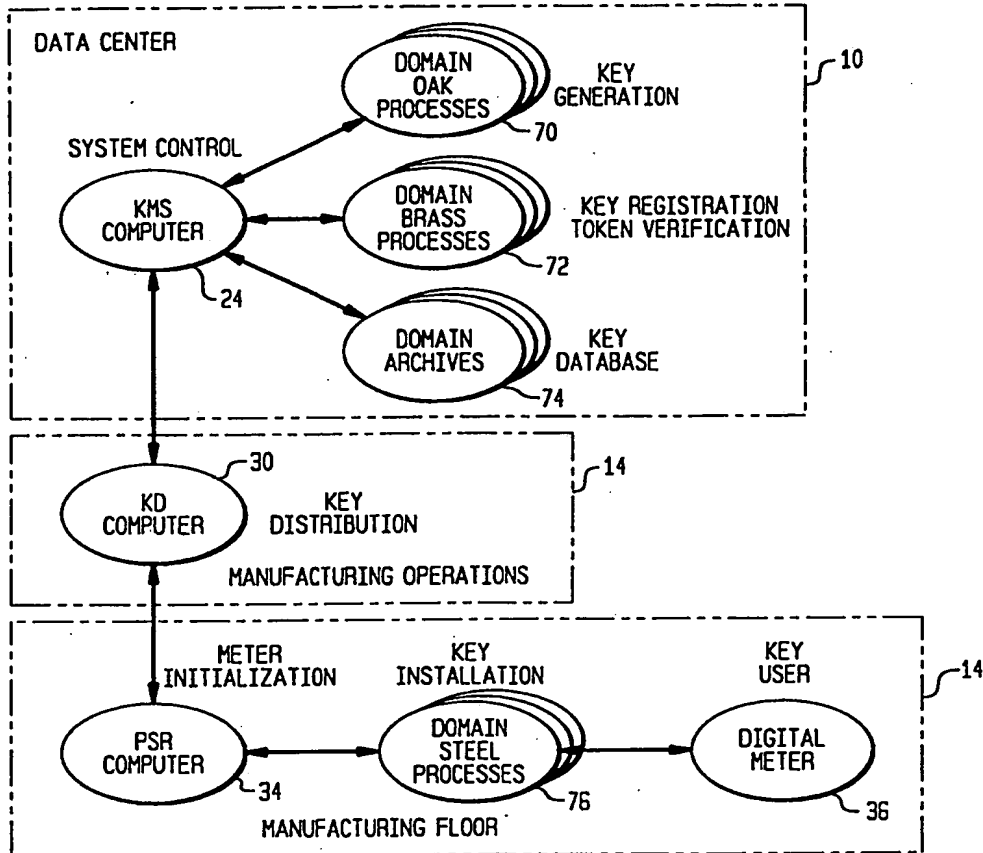 DATA CENTER
10
DOMAIN
OAK
PROCESSES
70
KEY
GENERATION
SYSTEM CONTROL
KMS
COMPUTER
24
DOMAIN
BRASS
PROCESSES
72
KEY REGISTRATION
TOKEN VERIFICATION
DOMAIN
ARCHIVES
74
KEY
DATABASE
14
30
KD
COMPUTER
KEY
DISTRIBUTION
MANUFACTURING OPERATIONS
14
METER
INITIALIZATION
KEY
INSTALLATION
KEY
USER
PSR
COMPUTER
34
DOMAIN
STEEL
PROCESSES
76
DIGITAL
METER
36
MANUFACTURING FLOOR